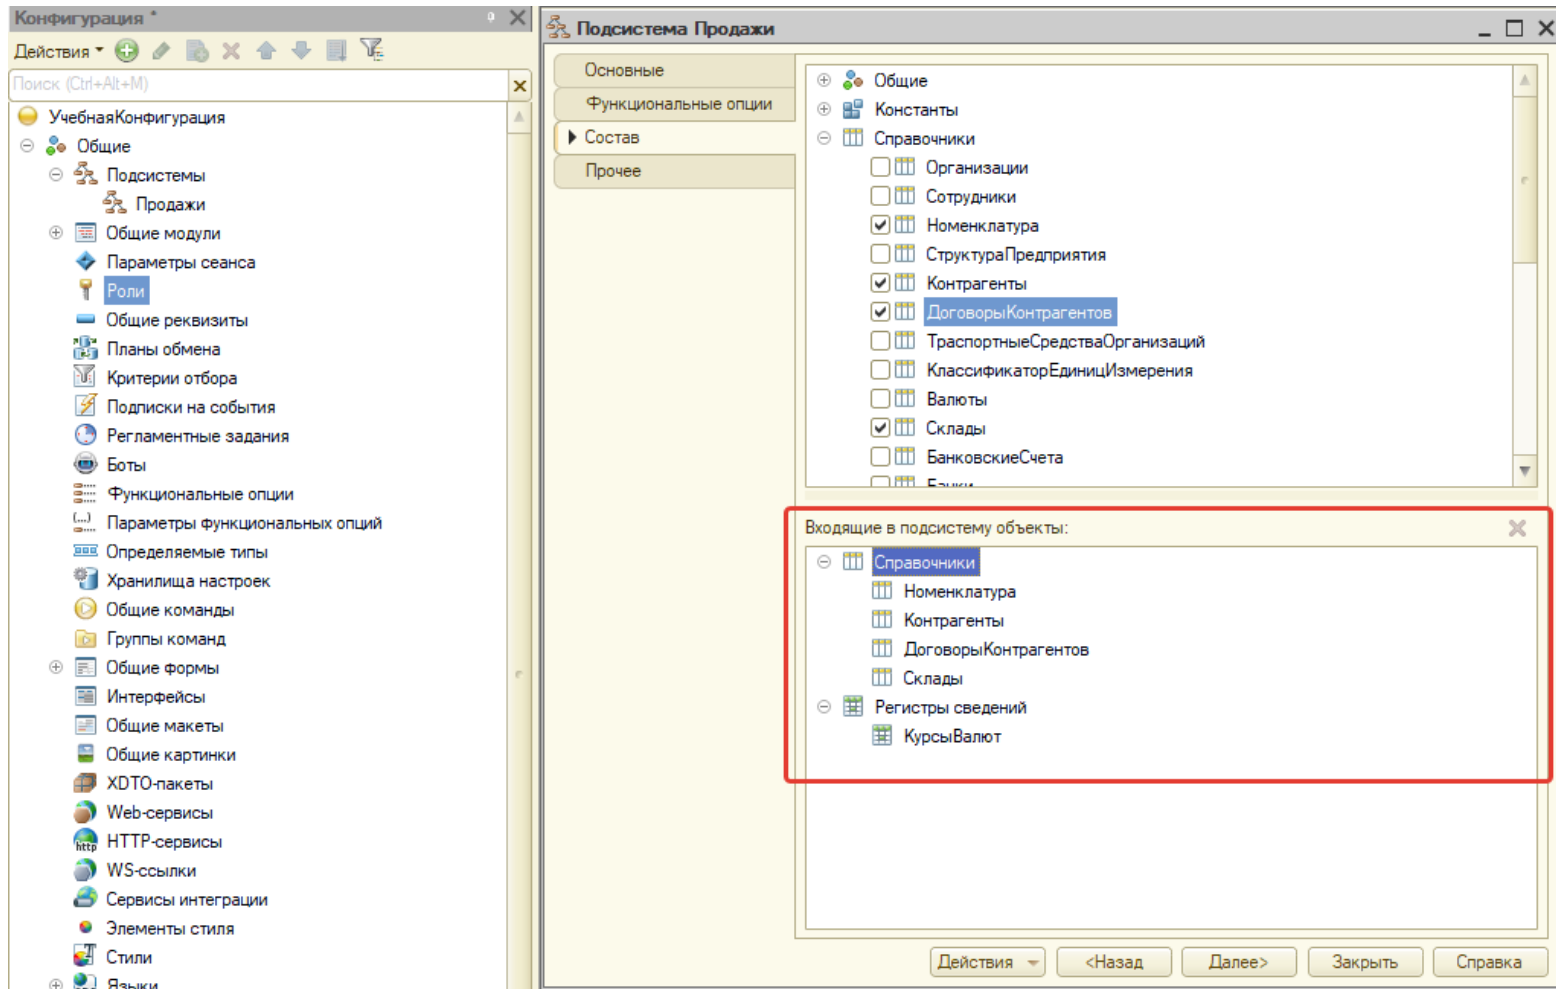 Конфигурация *
Действия
Поиск (Ctrl+Alt+M)
УчебнаяКонфигурация
Общие
Подсистемы
Продажи
Общие модули
Параметры сеанса
Роли
Общие реквизиты
Планы обмена
Критерии отбора
Подписки на события
Регламентные задания
Боты
Функциональные опции
Параметры функциональных опций
Определяемые типы
Хранилища настроек
Общие команды
Группы команд
Общие формы
Интерфейсы
Общие макеты
Общие картинки
XDTO-пакеты
Web-сервисы
HTTP-сервисы
WS-ссылки
Сервисы интеграции
Элементы стиля
Стили
Языки
Подсистема Продажи
Основные
Функциональные опции
Состав
Прочее
Общие
Константы
Справочники
Организации
Сотрудники
Номенклатура
СтруктураПредприятия
Контрагенты
ДоговорыКонтрагентов
ТраспортныеСредстваОрганизаций
КлассификаторЕдиницИзмерения
Валюты
Склады
БанковскиеСчета
Банки
Входящие в подсистему объекты:
Справочники
Номенклатура
Контрагенты
ДоговорыКонтрагентов
Склады
Регистры сведений
КурсыВалют
Действия
<Назад
Далее>
Закрыть
Справка